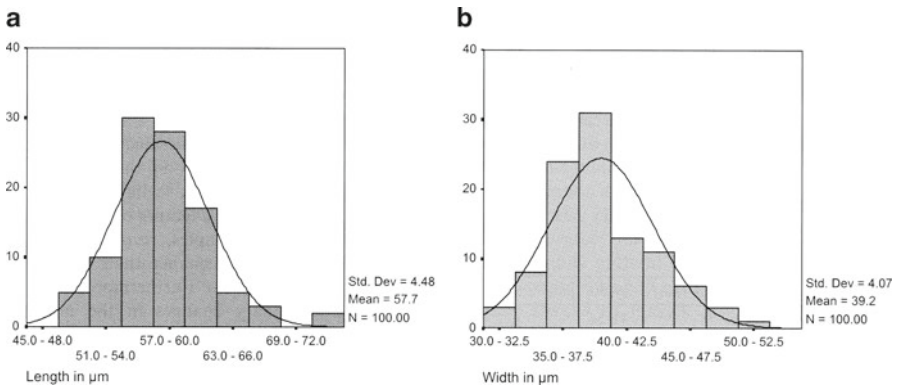 a
40
30
20
10
0
45.0 - 48.0 57.0 - 60.0 69.0 - 72.0
51.0 - 54.0 63.0 - 66.0
Length in µm
Std. Dev = 4.48
Mean = 57.7
N = 100.00
b
40
30
20
10
0
30.0 - 32.5 40.0 - 42.5 50.0 - 52.5
35.0 - 37.5 45.0 - 47.5
Width in µm
Std. Dev = 4.07
Mean = 39.2
N = 100.00